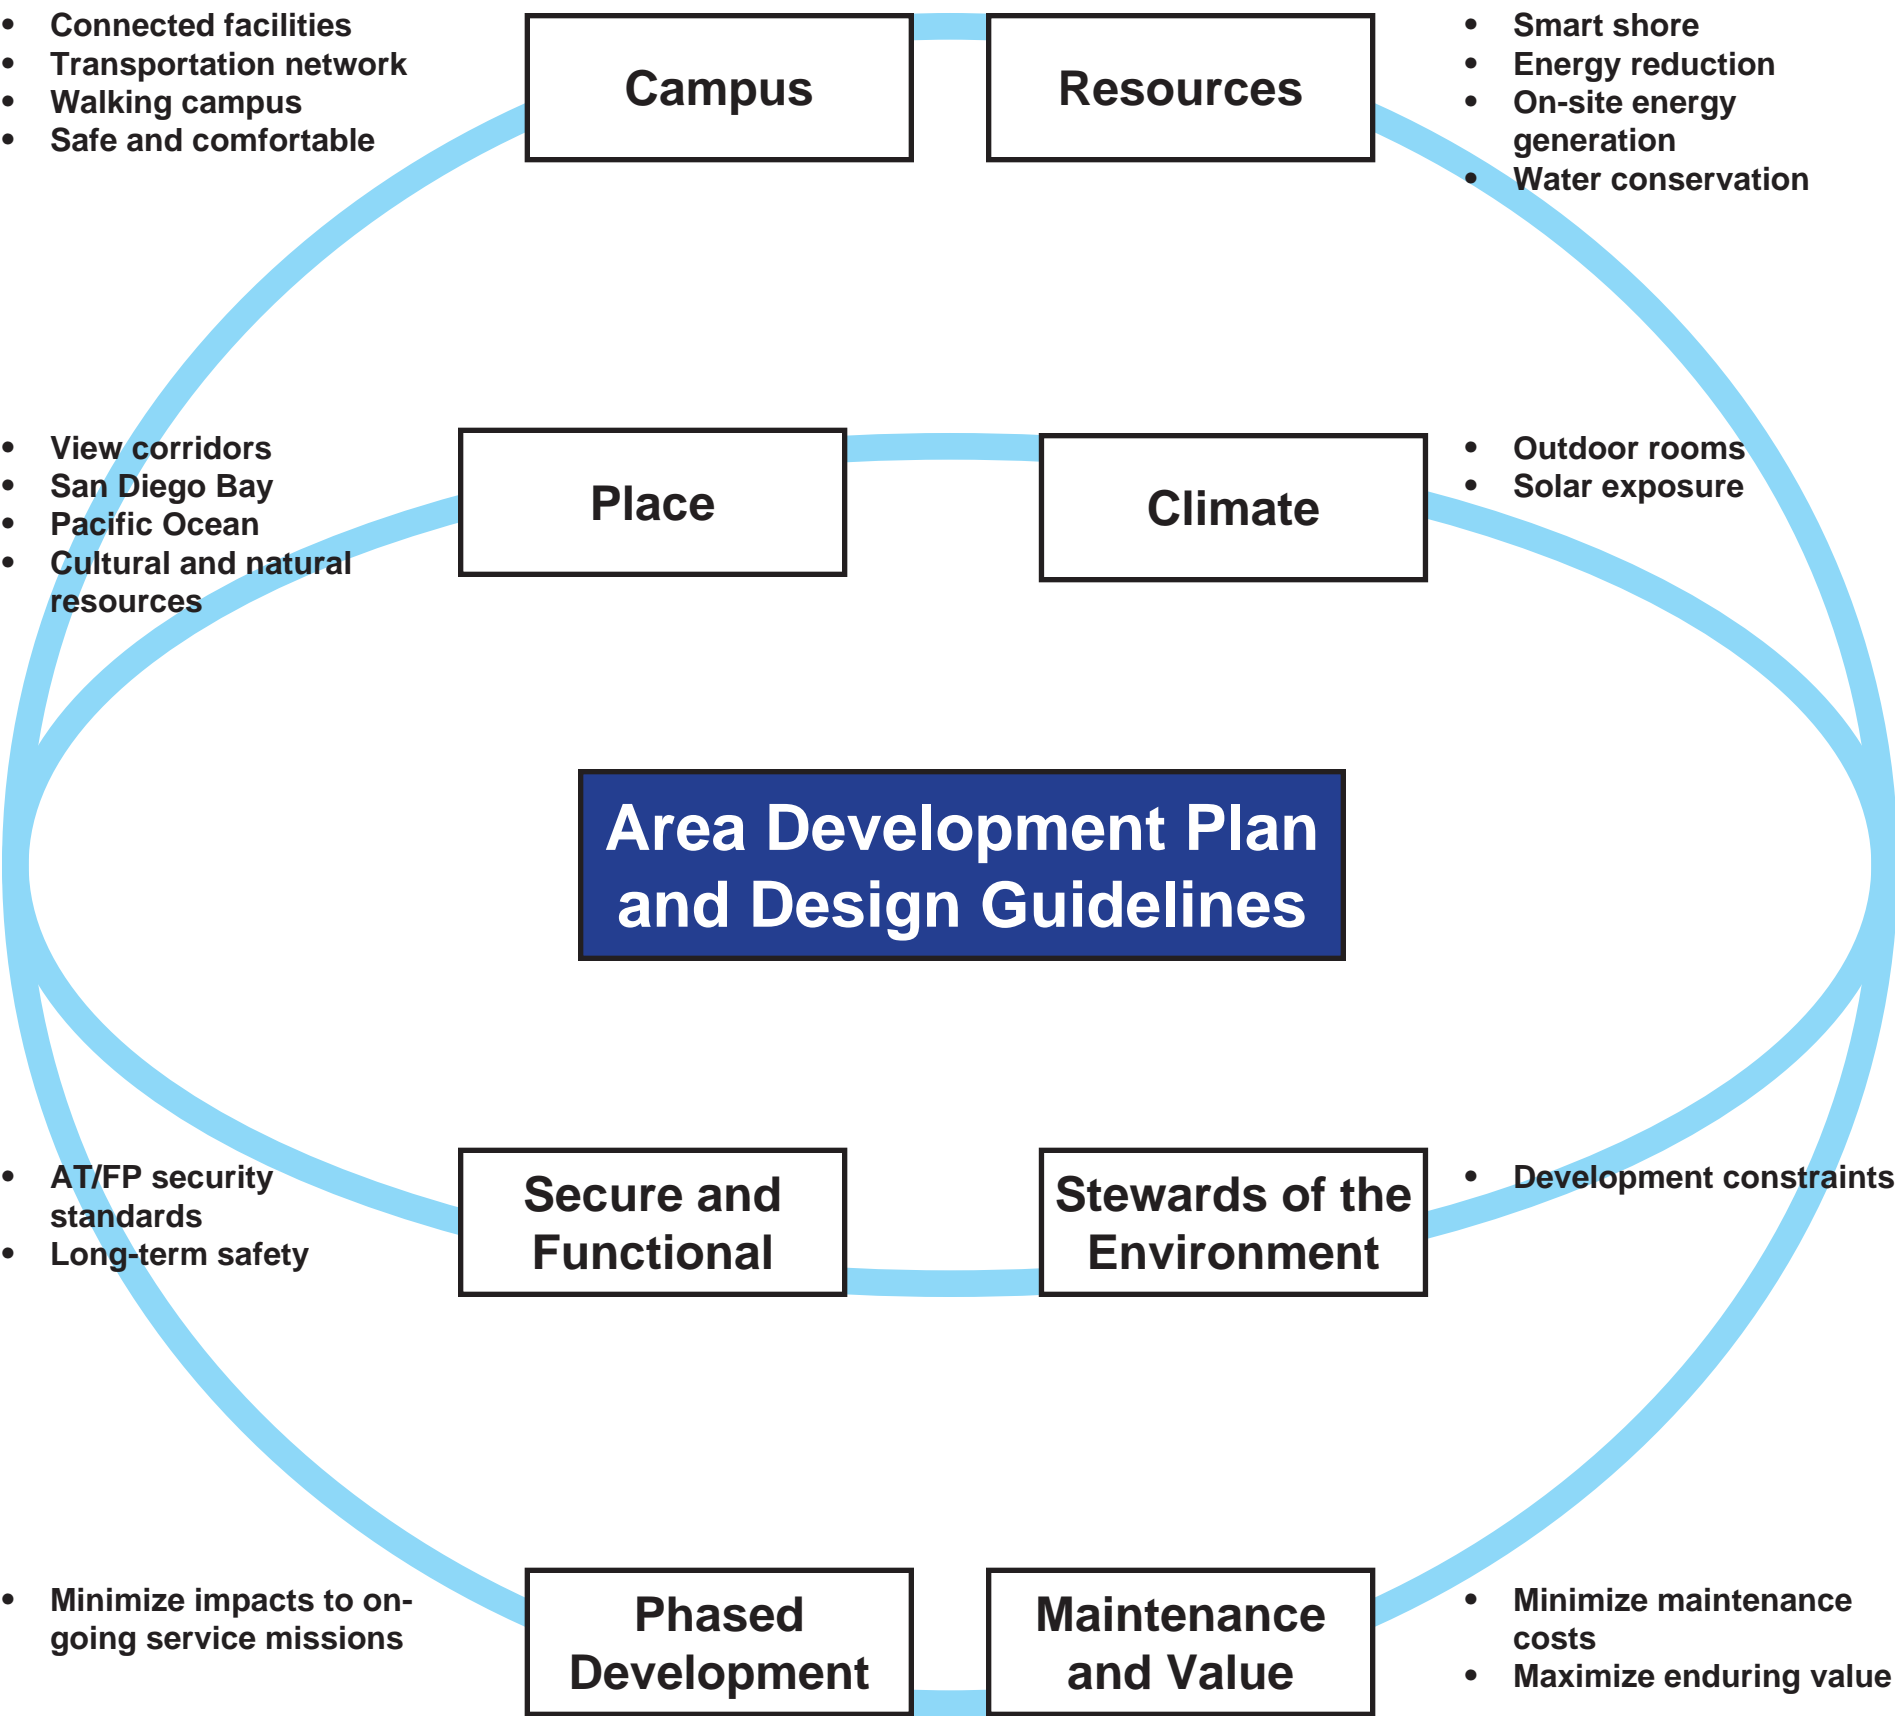 • Connected facilities
• Transportation network
• Walking campus
• Safe and comfortable
Campus
Resources
• Smart shore
• Energy reduction
• On-site energy
generation
• Water conservation
• View corridors
• San Diego Bay
• Pacific Ocean
• Cultural and natural
resources
Place
Climate
• Outdoor rooms
• Solar exposure
Area Development Plan
and Design Guidelines
• AT/FP security
standards
• Long-term safety
Secure and
Functional
Stewards of the
Environment
• Development constraints
• Minimize impacts to on-
going service missions
Phased
Development
Maintenance
and Value
• Minimize maintenance
costs
• Maximize enduring value